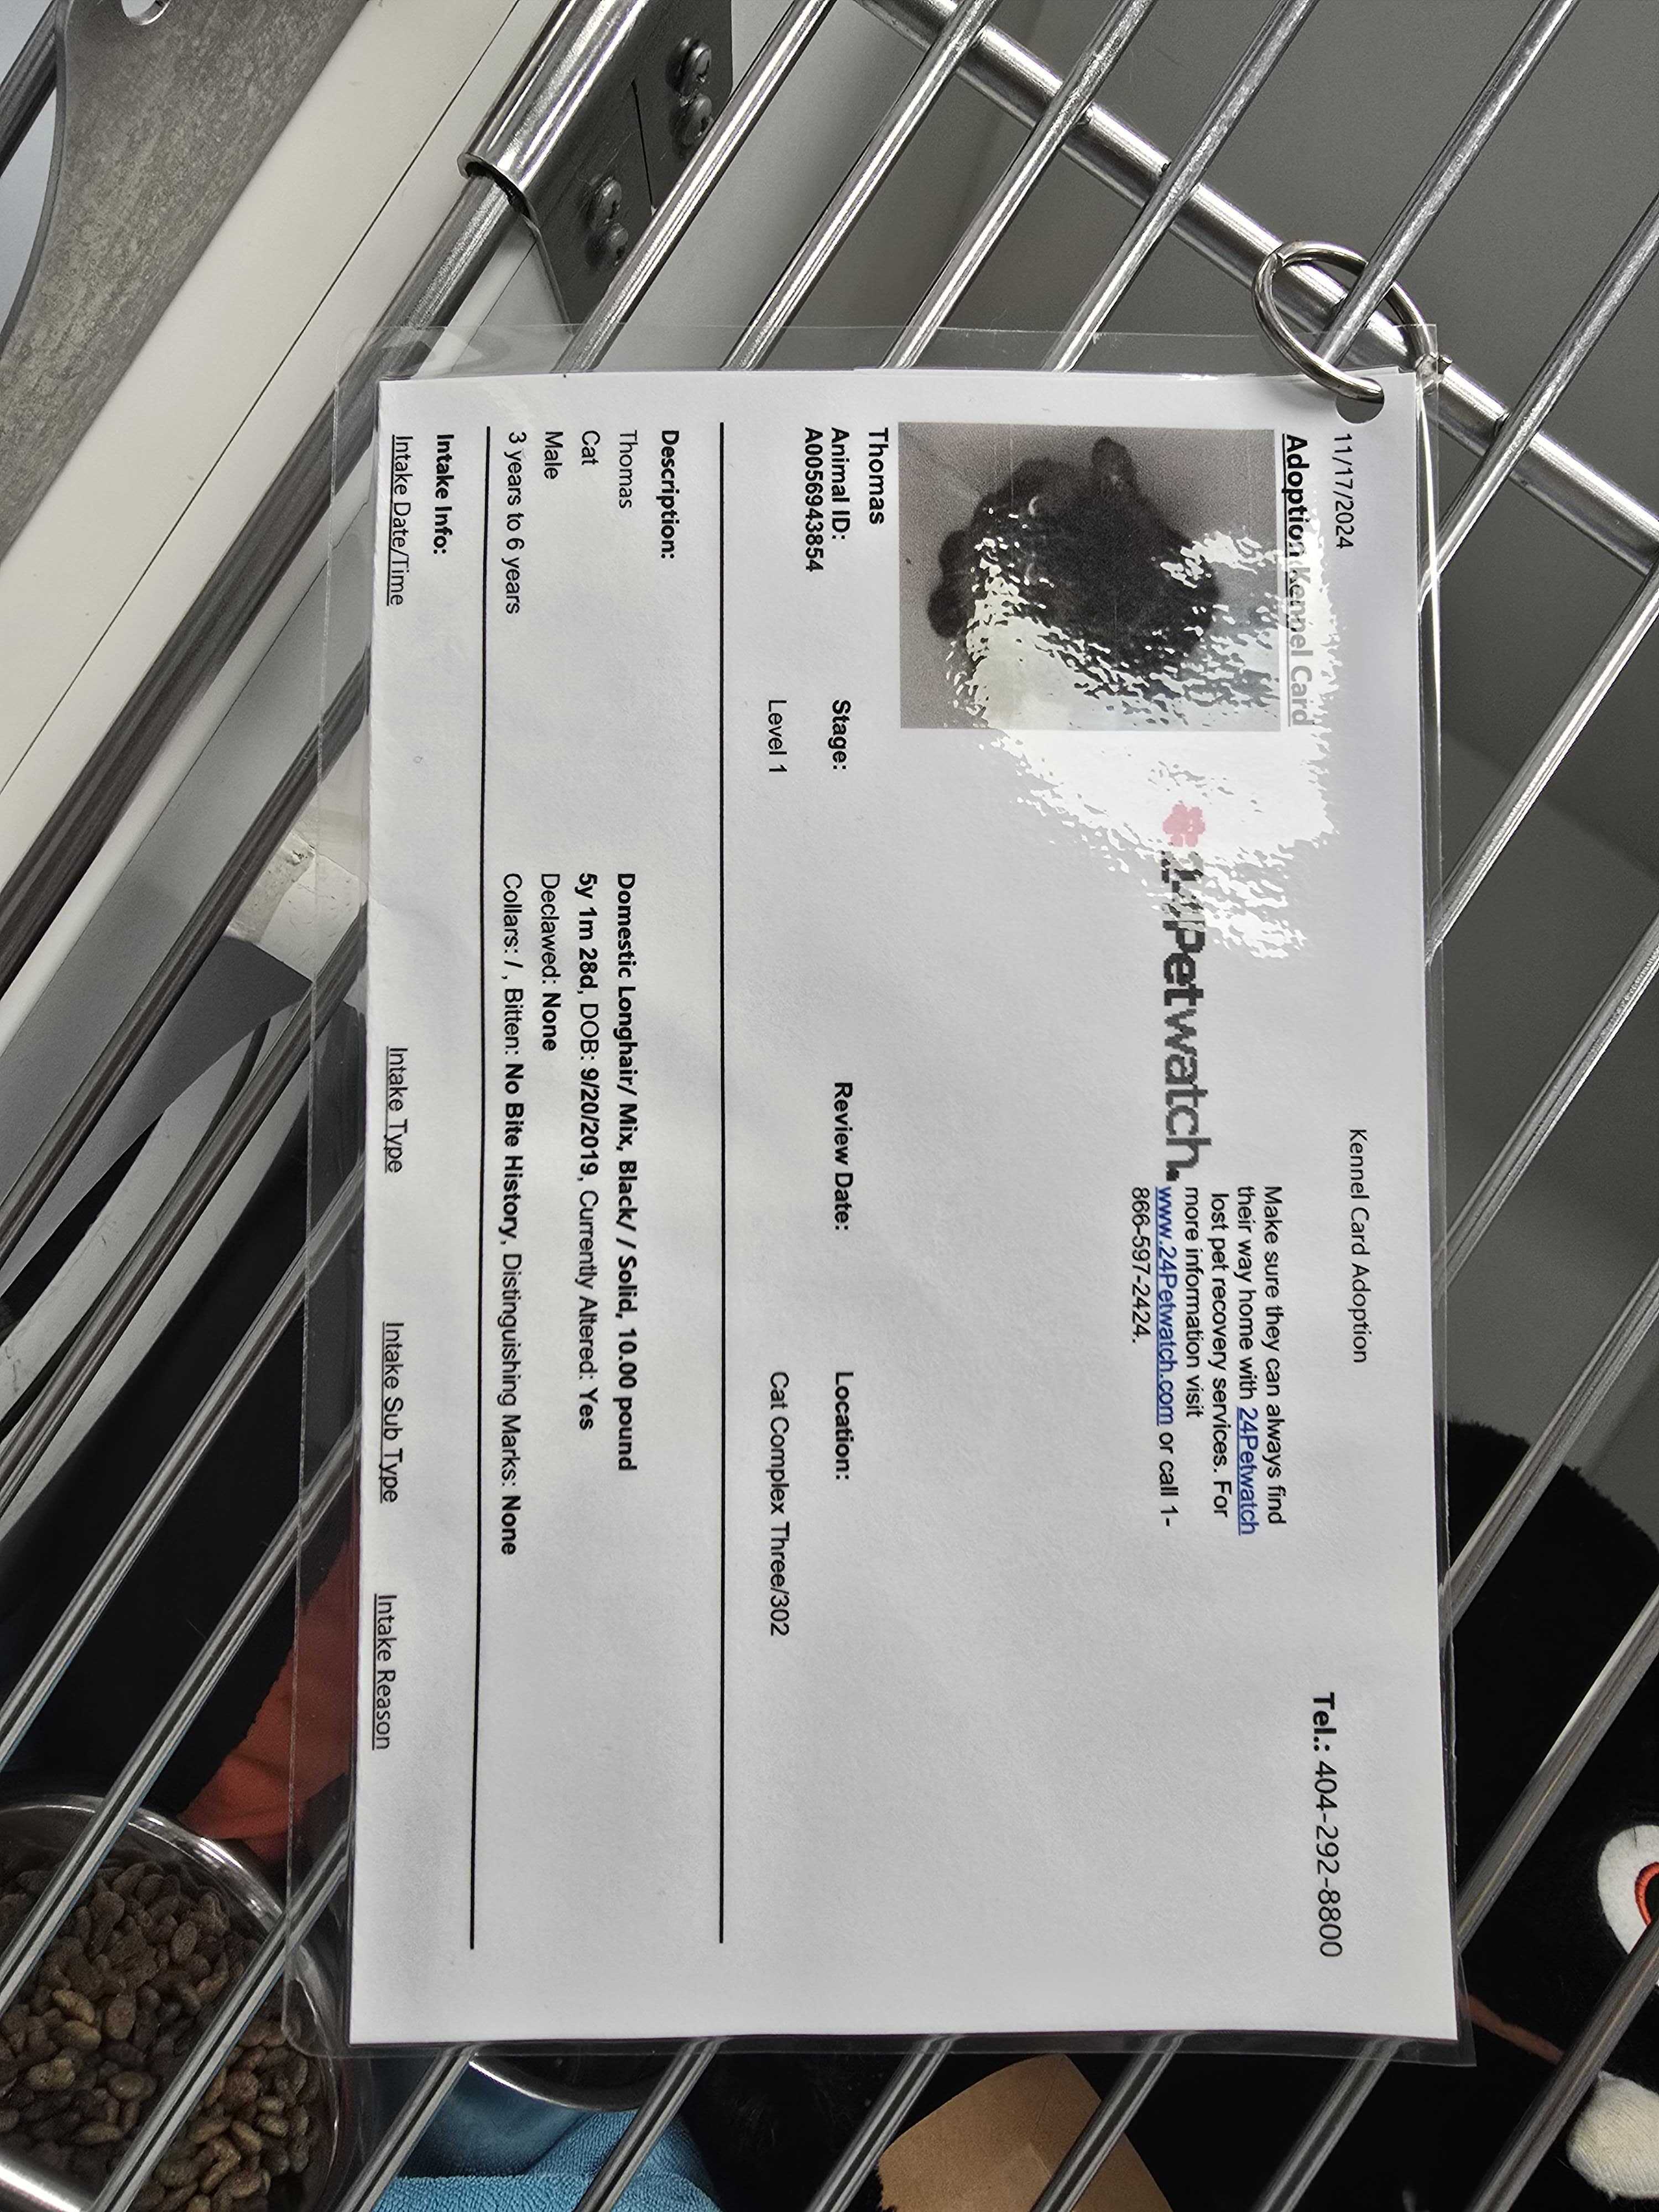 11/17/2024
Kennel Card Adoption
Adoption Kennel Card
Tel.: 404-292-8800
24Petwatch.
Make sure they can always find
their way home with 24Petwatch
lost pet recovery services. For
more information visit
www.24Petwatch.com or call 1-
866-597-2424.
Thomas
Animal ID: Stage: Review Date: Location:
A0056943854
Level 1 Cat Complex Three/302
Description:
Thomas Domestic Longhair/ Mix, Black/ / Solid, 10.00 pound
Cat 5y 1m 28d, DOB: 9/20/2019, Currently Altered: Yes
Male Declawed: None
3 years to 6 years Collars: / , Bitten: No Bite History, Distinguishing Marks: None
Intake Info:
Intake Date/Time Intake Type Intake Sub Type Intake Reason